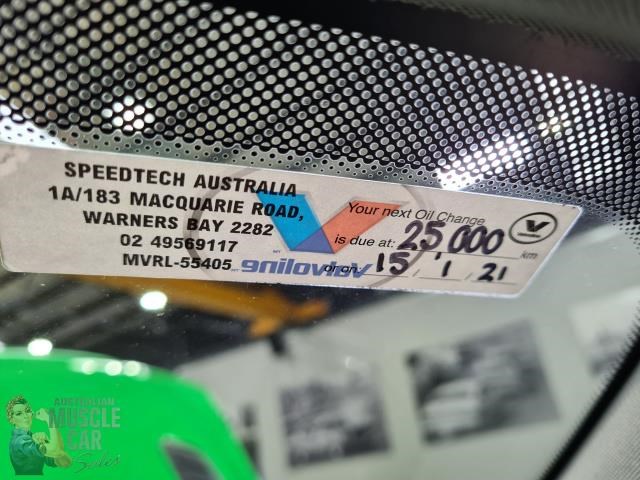 SPEEDTECH AUSTRALIA
1A/183 MACQUARIE ROAD,
WARNERS BAY 2282
02 49569117
MVRL-55405
Valvoline
Your next Oil Change
is due at: 25,000 km
or on: 15 / 1 / 21
AUSTRALIAN
MUSCLE
CAR
Sales